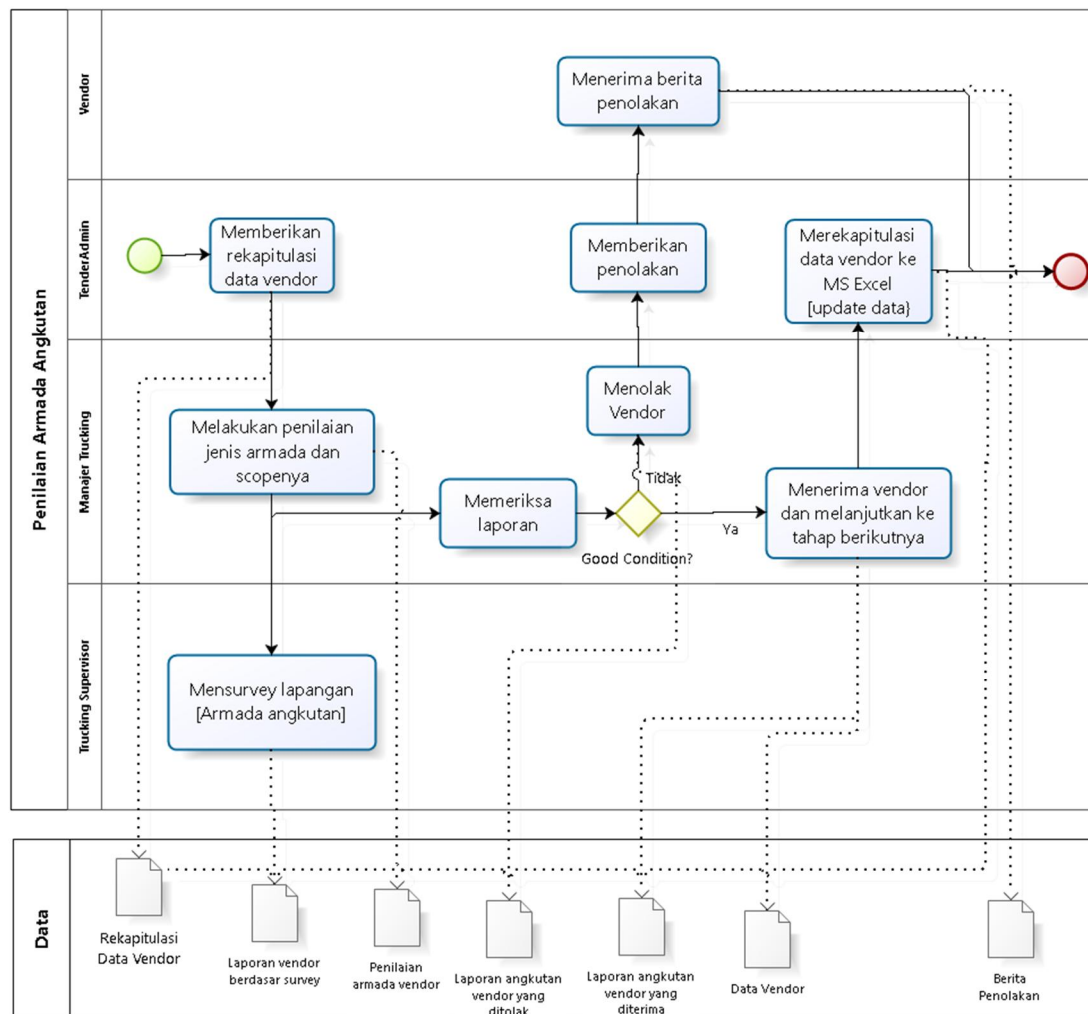 Penilaian Armada Angkutan
Vendor
Menerima berita
penolakan
TenderAdmin
Memberikan
rekapitulasi
data vendor
Memberikan
penolakan
Merekapitulasi
data vendor ke
MS Excel
[update data}
Manajer Trucking
Melakukan penilaian
jenis armada dan
scopenya
Memeriksa
laporan
Menolak
Vendor
Tidak
Good Condition?
Ya
Menerima vendor
dan melanjutkan ke
tahap berikutnya
Trucking Supervisor
Mensurvey lapangan
[Armada angkutan]
Data
Rekapitulasi
Data Vendor
Laporan vendor
berdasar survey
Penilaian
armada vendor
Laporan angkutan
vendor yang
ditolak
Laporan angkutan
vendor yang
diterima
Data Vendor
Berita
Penolakan